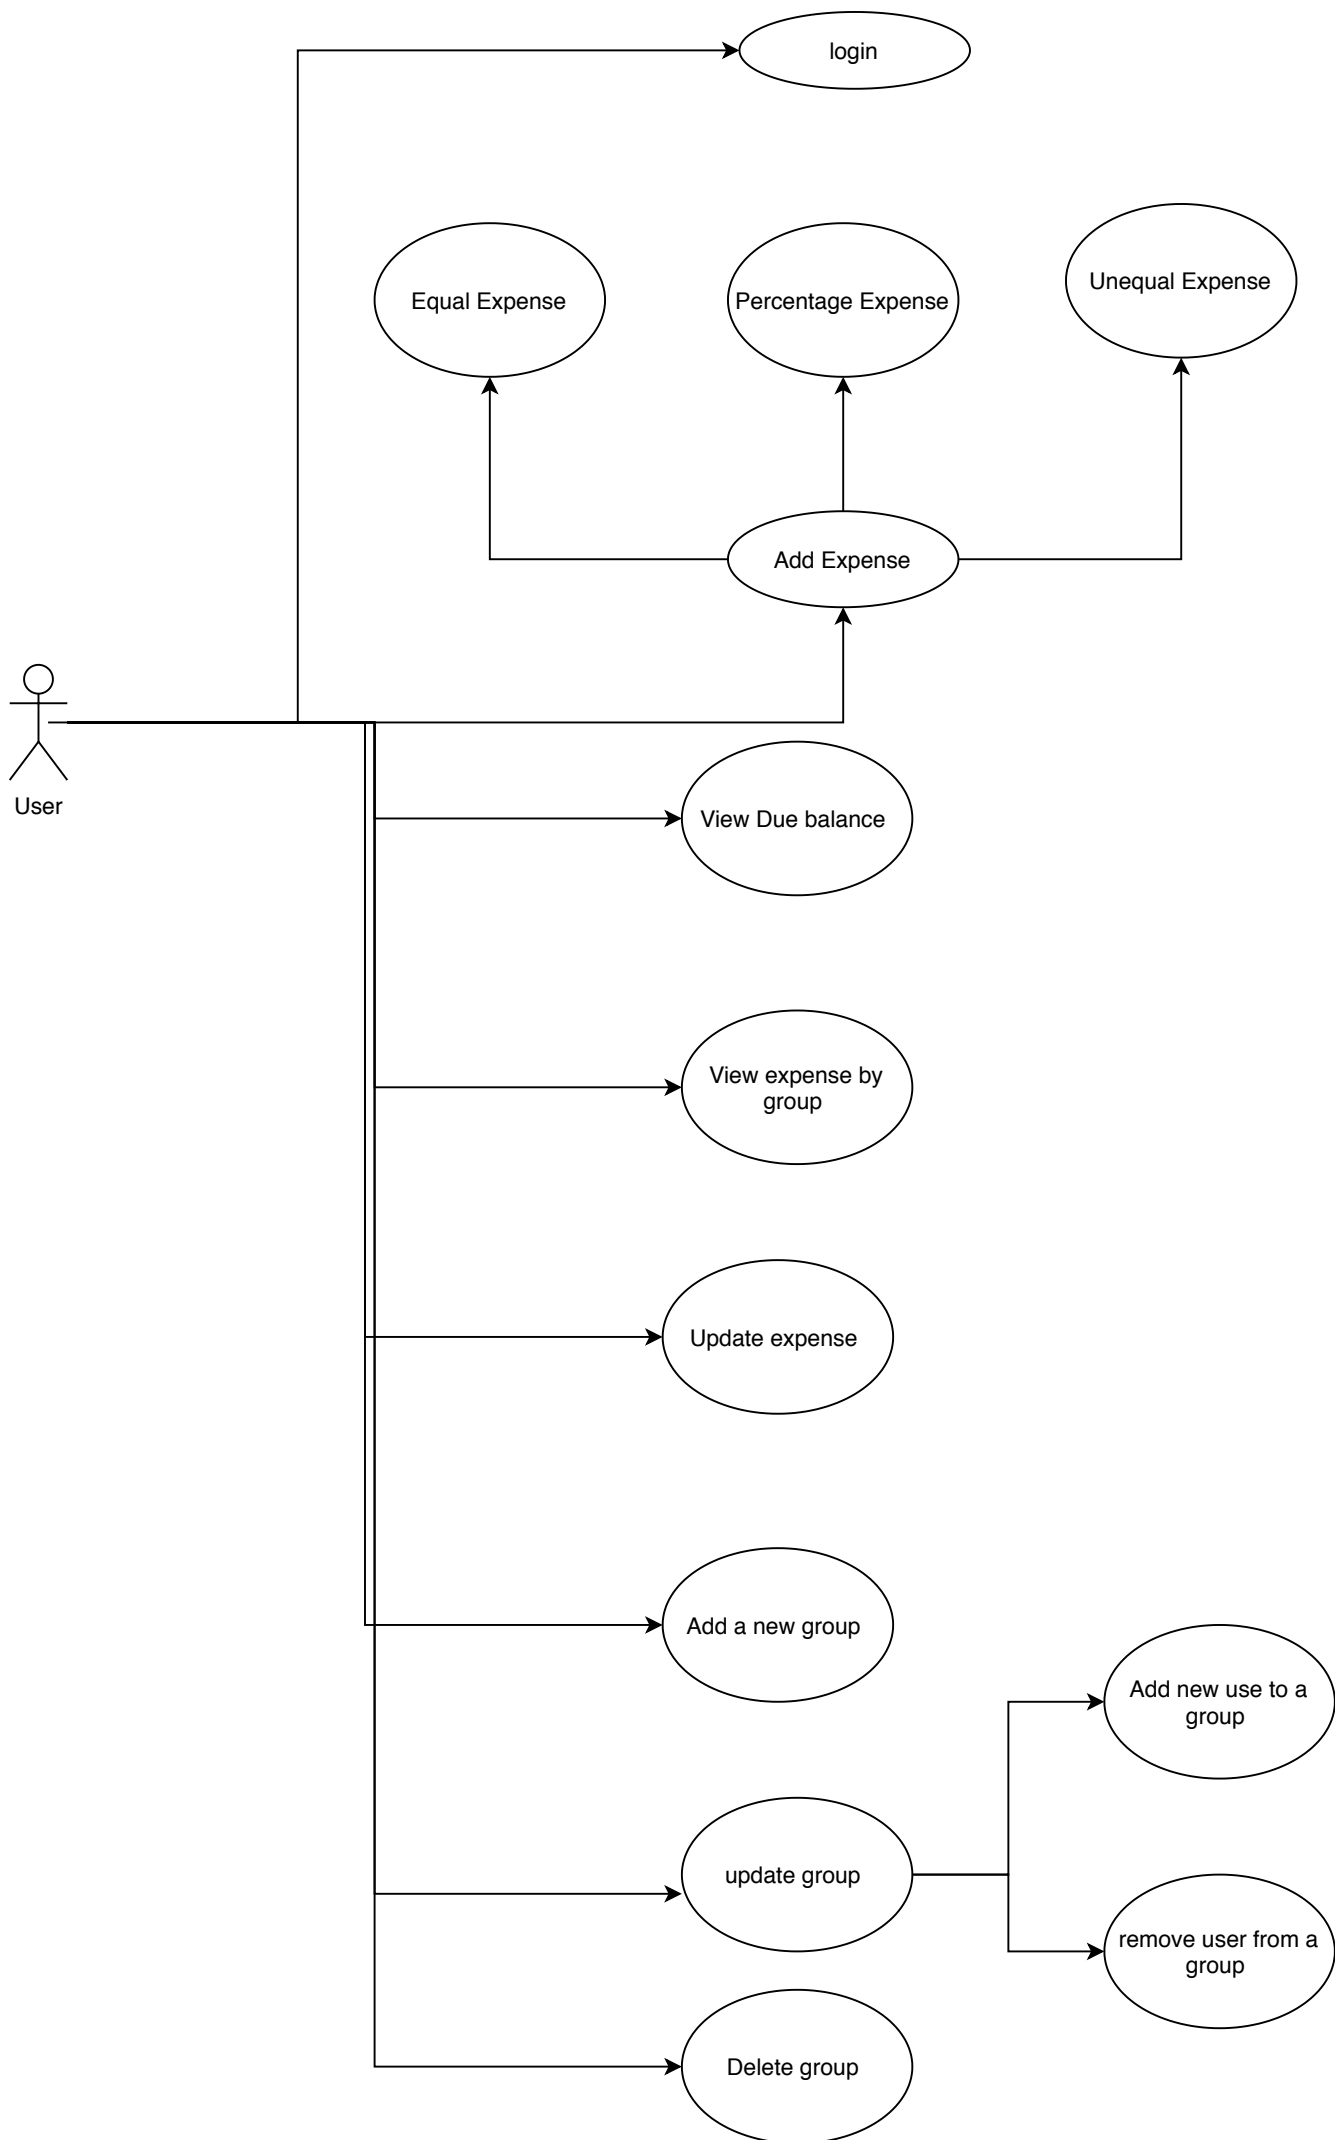 login
Equal Expense
Percentage Expense
Unequal Expense
Add Expense
User
View Due balance
View expense by
group
Update expense
Add a new group
Add new use to a
group
update group
remove user from a
group
Delete group